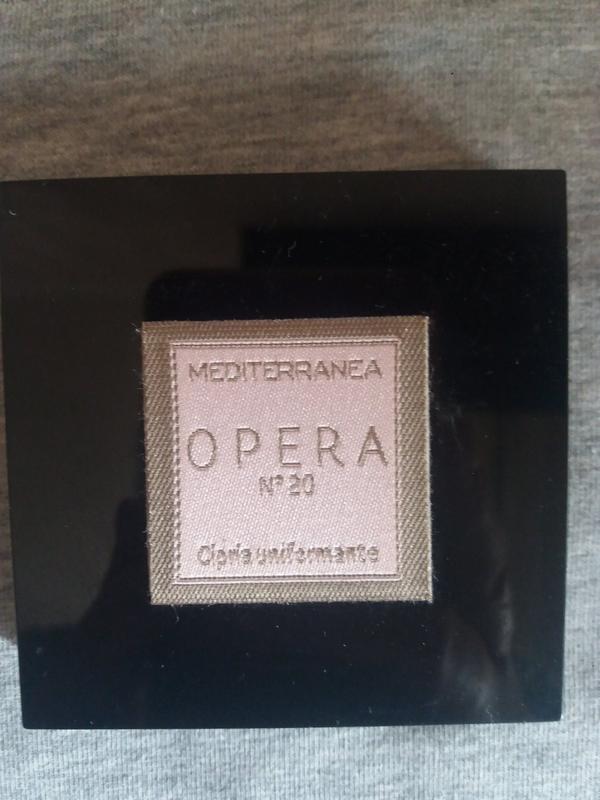 MEDITERRANEA
OPERA
N° 20
Cipria uniformante